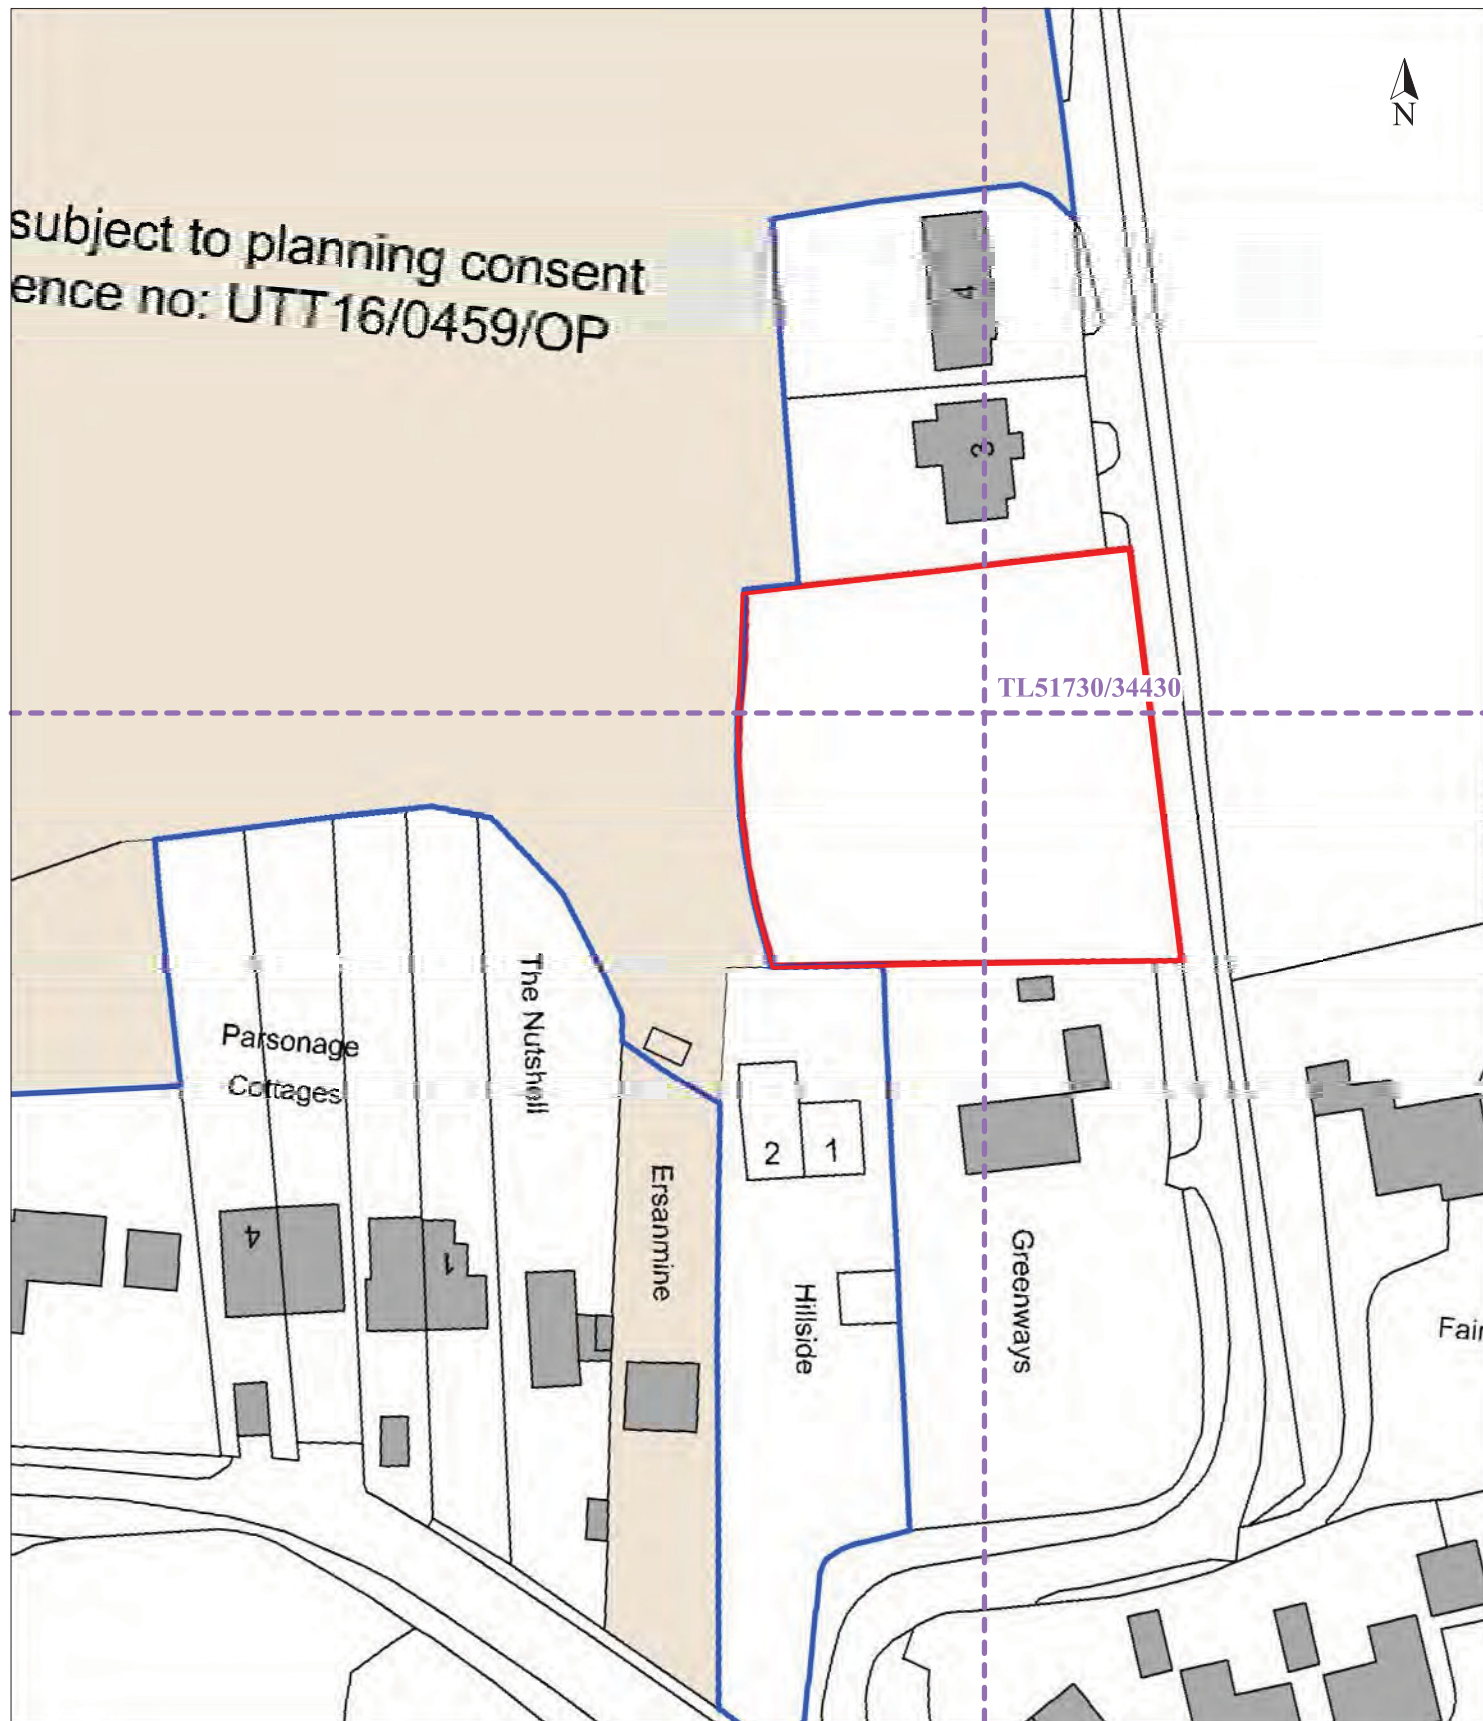 N
subject to planning consent
ence no: UTT16/0459/OP
4
3
TL51730/34430
The Nutshell
Parsonage
Cottages
2
1
Ersanmine
4
1
Hillside
Greenways
Fair